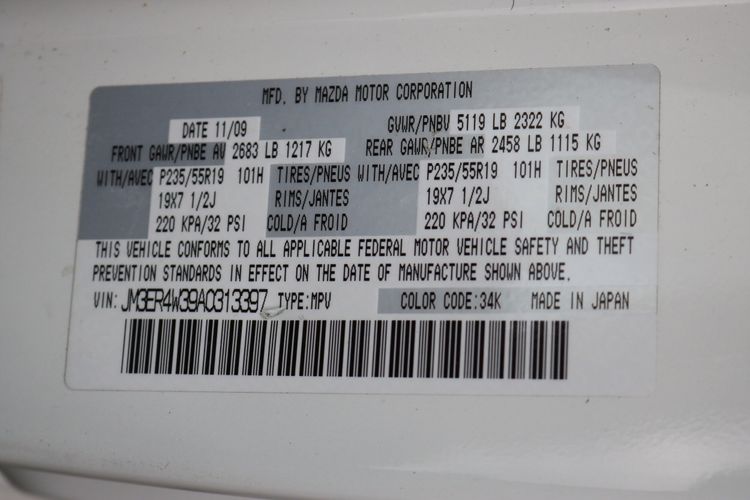 MFD. BY MAZDA MOTOR CORPORATION
DATE 11/09 GVWR/PNBV 5119 LB 2322 KG
FRONT GAWR/PNBE AV 2683 LB 1217 KG REAR GAWR/PNBE AR 2458 LB 1115 KG
WITH/AVEC P235/55R19 101H TIRES/PNEUS WITH/AVEC P235/55R19 101H TIRES/PNEUS
19X7 1/2J RIMS/JANTES 19X7 1/2J RIMS/JANTES
220 KPA/32 PSI COLD/A FROID 220 KPA/32 PSI COLD/A FROID
THIS VEHICLE CONFORMS TO ALL APPLICABLE FEDERAL MOTOR VEHICLE SAFETY AND THEFT
PREVENTION STANDARDS IN EFFECT ON THE DATE OF MANUFACTURE SHOWN ABOVE.
VIN: JM3ER4W39A0313397 TYPE:MPV COLOR CODE:34K MADE IN JAPAN